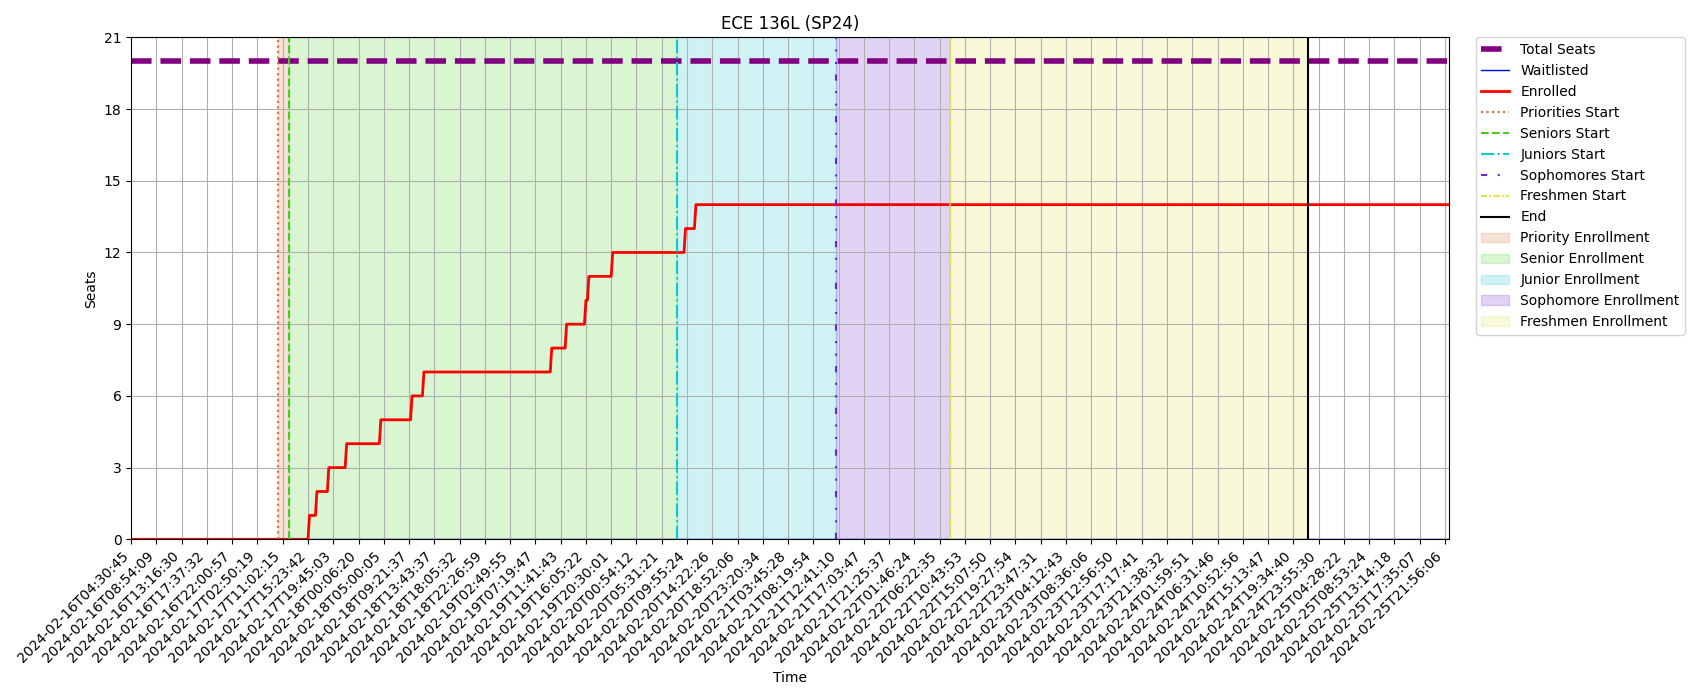 ECE 136L (SP24)
21
18
15
12
9
6
3
0
Seats
2024-02-16T04:30:45
2024-02-16T08:54:09
2024-02-16T13:16:30
2024-02-16T17:37:32
2024-02-16T22:00:57
2024-02-17T02:50:19
2024-02-17T11:02:15
2024-02-17T15:23:42
2024-02-17T19:45:03
2024-02-18T00:06:20
2024-02-18T05:00:05
2024-02-18T09:21:37
2024-02-18T13:43:37
2024-02-18T18:05:32
2024-02-18T22:26:59
2024-02-19T02:49:55
2024-02-19T07:19:47
2024-02-19T11:41:43
2024-02-19T16:05:22
2024-02-19T20:30:01
2024-02-20T00:54:12
2024-02-20T05:31:21
2024-02-20T09:55:24
2024-02-20T14:22:26
2024-02-20T18:52:06
2024-02-20T23:20:34
2024-02-21T03:45:28
2024-02-21T08:19:54
2024-02-21T12:41:10
2024-02-21T17:03:47
2024-02-21T21:25:37
2024-02-22T01:46:24
2024-02-22T06:22:35
2024-02-22T10:43:53
2024-02-22T15:07:50
2024-02-22T19:27:54
2024-02-22T23:47:31
2024-02-23T04:12:43
2024-02-23T08:36:06
2024-02-23T12:56:50
2024-02-23T17:17:41
2024-02-23T21:38:32
2024-02-24T01:59:51
2024-02-24T06:31:46
2024-02-24T10:52:56
2024-02-24T15:13:47
2024-02-24T19:34:40
2024-02-24T23:55:30
2024-02-25T04:28:22
2024-02-25T08:53:24
2024-02-25T13:14:18
2024-02-25T17:35:07
2024-02-25T21:56:06
Time
Total Seats
Waitlisted
Enrolled
Priorities Start
Seniors Start
Juniors Start
Sophomores Start
Freshmen Start
End
Priority Enrollment
Senior Enrollment
Junior Enrollment
Sophomore Enrollment
Freshmen Enrollment